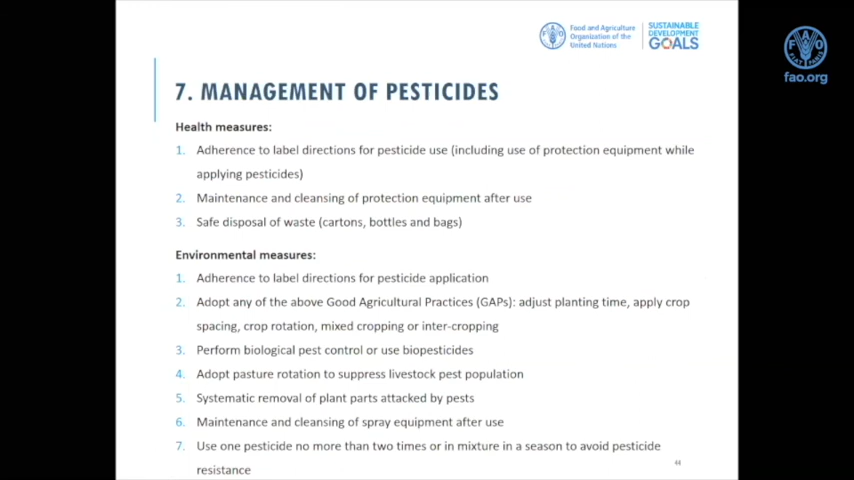 Food and Agriculture
Organization of the
United Nations
SUSTAINABLE
DEVELOPMENT
GOALS
FAO
FIAT PANIS
fao.org
7. MANAGEMENT OF PESTICIDES
Health measures:
1. Adherence to label directions for pesticide use (including use of protection equipment while
applying pesticides)
2. Maintenance and cleansing of protection equipment after use
3. Safe disposal of waste (cartons, bottles and bags)
Environmental measures:
1. Adherence to label directions for pesticide application
2. Adopt any of the above Good Agricultural Practices (GAPs): adjust planting time, apply crop
spacing, crop rotation, mixed cropping or inter-cropping
3. Perform biological pest control or use biopesticides
4. Adopt pasture rotation to suppress livestock pest population
5. Systematic removal of plant parts attacked by pests
6. Maintenance and cleansing of spray equipment after use
7. Use one pesticide no more than two times or in mixture in a season to avoid pesticide
resistance
44